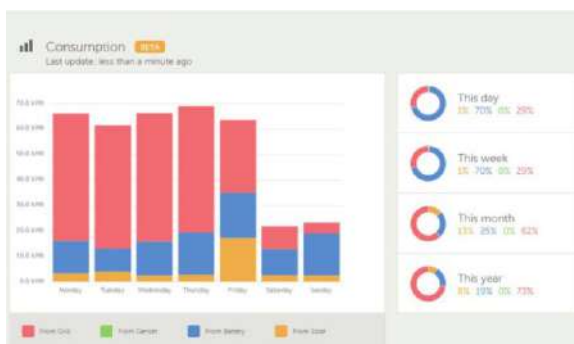 Consumption BETA
Last update: less than a minute ago
70.0 kWh
60.0 kWh
50.0 kWh
40.0 kWh
30.0 kWh
20.0 kWh
10.0 kWh
0.0 kWh
Monday Tuesday Wednesday Thursday Friday Saturday Sunday
From Grid From Genset From Battery From Solar
This day
1% 70% 0% 29%
This week
1% 70% 0% 29%
This month
13% 25% 0% 62%
This year
8% 19% 0% 73%